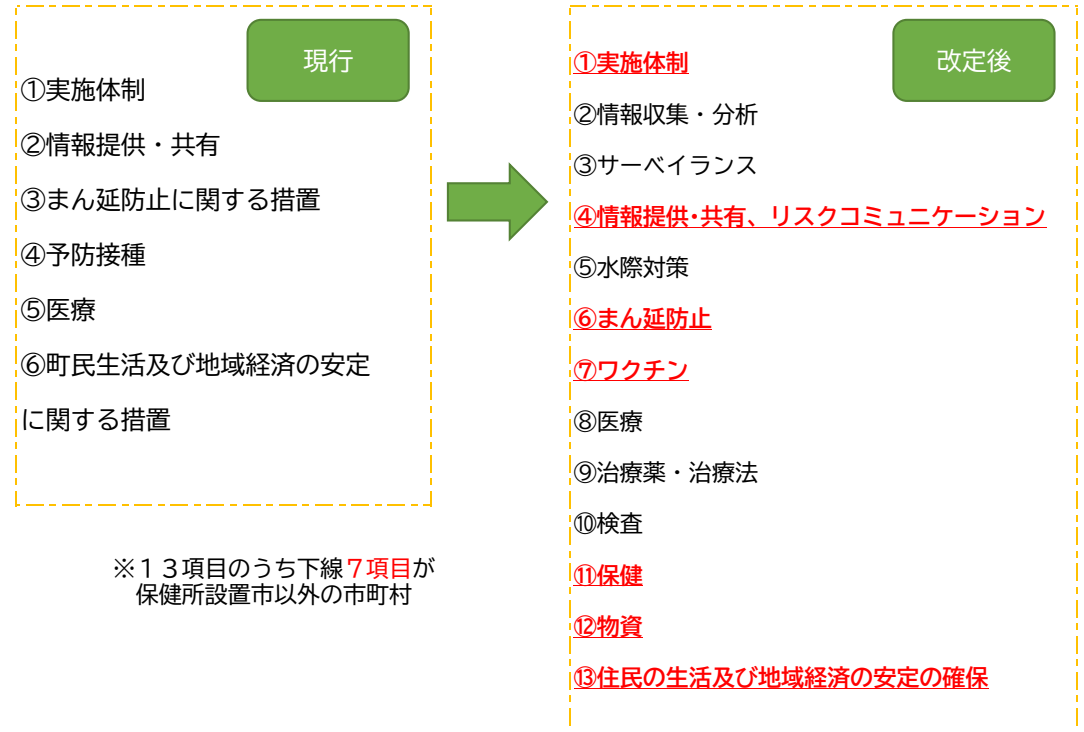 現行
①実施体制
②情報提供・共有
③まん延防止に関する措置
④予防接種
⑤医療
⑥町民生活及び地域経済の安定
に関する措置
※13項目のうち下線7項目が
保健所設置市以外の市町村
改定後
①実施体制
②情報収集・分析
③サーベイランス
④情報提供・共有、リスクコミュニケーション
⑤水際対策
⑥まん延防止
⑦ワクチン
⑧医療
⑨治療薬・治療法
⑩検査
⑪保健
⑫物資
⑬住民の生活及び地域経済の安定の確保